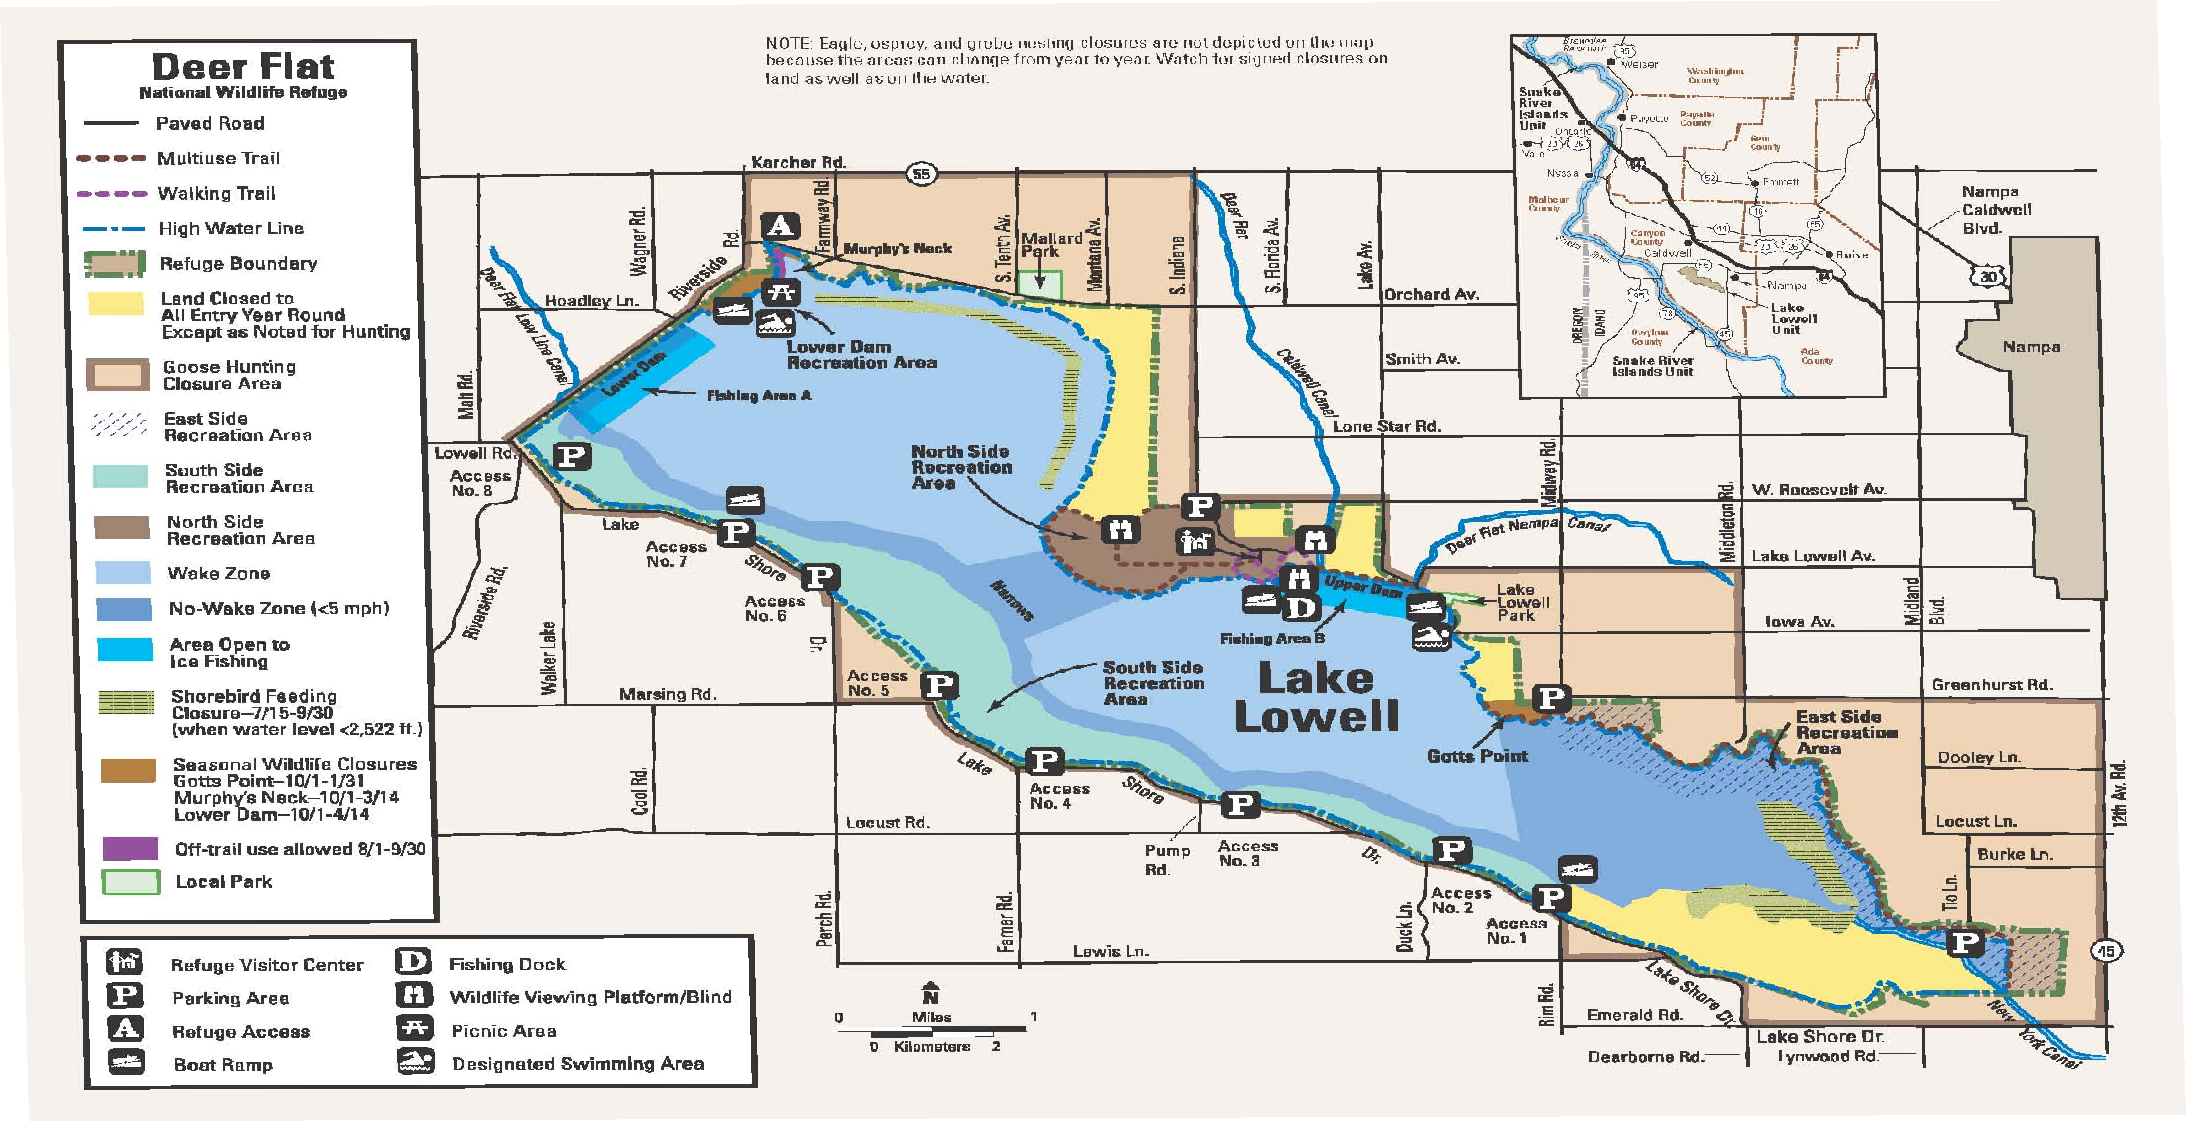 Deer Flat
National Wildlife Refuge
Paved Road
Multiuse Trail
Walking Trail
High Water Line
Refuge Boundary
Land Closed to
All Entry Year Round
Except as Noted for Hunting
Goose Hunting
Closure Area
East Side
Recreation Area
South Side
Recreation Area
North Side
Recreation Area
Wake Zone
No-Wake Zone (<5 mph)
Area Open to
Ice Fishing
Shorebird Feeding
Closure–7/15-9/30
(when water level <2,522 ft.)
Seasonal Wildlife Closures
Gotts Point–10/1-1/31
Murphy's Neck–10/1-3/14
Lower Dam–10/1-4/14
Off-trail use allowed 8/1-9/30
Local Park
Refuge Visitor Center
P Parking Area
A Refuge Access
Boat Ramp
D Fishing Dock
Wildlife Viewing Platform/Blind
Picnic Area
Designated Swimming Area
NOTE: Eagle, osprey, and grebe nesting closures are not depicted on the map
because the areas can change from year to year. Watch for signed closures on
land as well as on the water.
Karcher Rd.
55
Wagner Rd.
Riverside
Rd.
Farmway Rd.
A
Murphy's Neck
S. Tenth Av.
Mallard
Park
Montana Av.
S. Indiana
Deer Flat
Caldwell Canal
S. Florida Av.
Lake Av.
Orchard Av.
Smith Av.
Lone Star Rd.
Deer Flat Low Line Canal
Hoadley Ln.
Malt Rd.
Lowell Rd.
Access
No. 8
P
Lower Dam
Lower Dam
Recreation Area
Fishing Area A
North Side
Recreation
Area
P
Lake
Access
No. 7
P
Shore
Access
No. 6
P
Dr.
Riverside Rd.
Walker Lake
Marsing Rd.
Access
No. 5
P
Narrows
South Side
Recreation
Area
Lake
Lowell
Fishing Area B
D
Upper Dam
Lake
Lowell
Park
Deer Flat Nampa Canal
Midway Rd.
Middleton Rd.
W. Roosevelt Av.
Lake Lowell Av.
Iowa Av.
Midland
Blvd.
Greenhurst Rd.
P
Gotts Point
East Side
Recreation
Area
Dooley Ln.
Locust Ln.
Burke Ln.
Tio Ln.
12th Av. Rd.
45
P
Lake
P
Access
No. 4
Shore
P
Pump
Rd.
Access
No. 3
Dr.
P
Access
No. 2
P
Access
No. 1
Cool Rd.
Locust Rd.
Perch Rd.
Farner Rd.
Lewis Ln.
Duck Ln.
Rim Rd.
Lake Shore Dr.
Emerald Rd.
Dearborne Rd.
Lake Shore Dr.
Lynwood Rd.
New York Canal
N
0 Miles 1
0 Kilometers 2
Nampa
Caldwell
Blvd.
30
Nampa
Brownlee
Reservoir
95
Weiser
Washington
County
Snake
River
Islands
Unit
Ontario
Vale
Payette
Payette
County
Gem
County
Nyssa
84
52
Emmett
Malheur
County
16
55
Canyon
County
44
Caldwell
Boise
84
Nampa
95
Lake
Lowell
Unit
78
45
OREGON
IDAHO
Owyhee
County
Ada
County
Snake River
Islands Unit